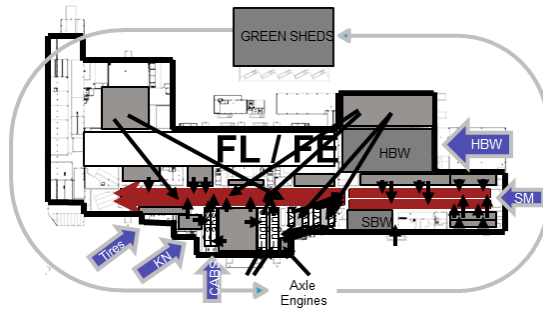 GREEN SHEDS
FL / FE
HBW
HBW
SM
SBW
Tires
KN
CABS
Axle
Engines